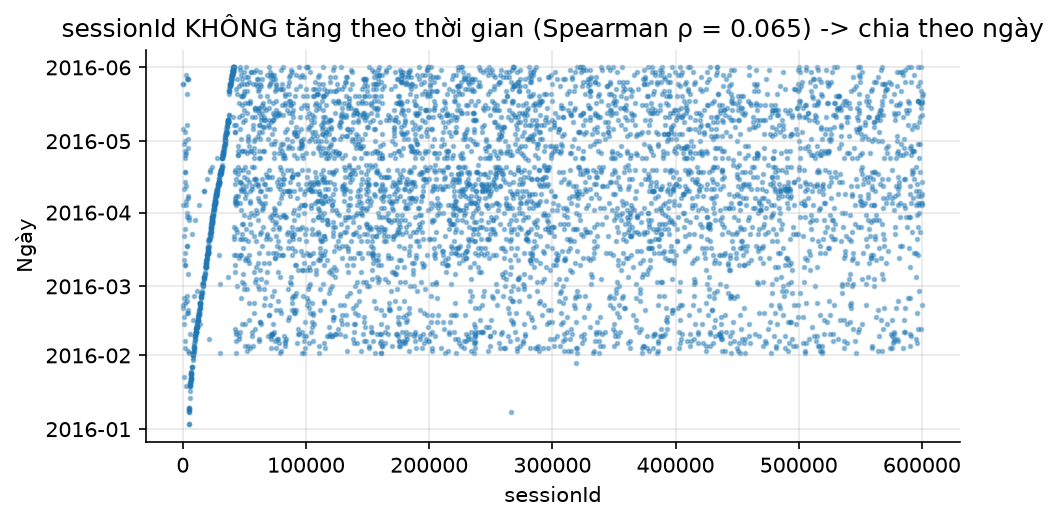 sessionId KHÔNG tăng theo thời gian (Spearman ρ = 0.065) -> chia theo ngày
2016-06
2016-05
2016-04
2016-03
2016-02
2016-01
Ngày
0 100000 200000 300000 400000 500000 600000
sessionId